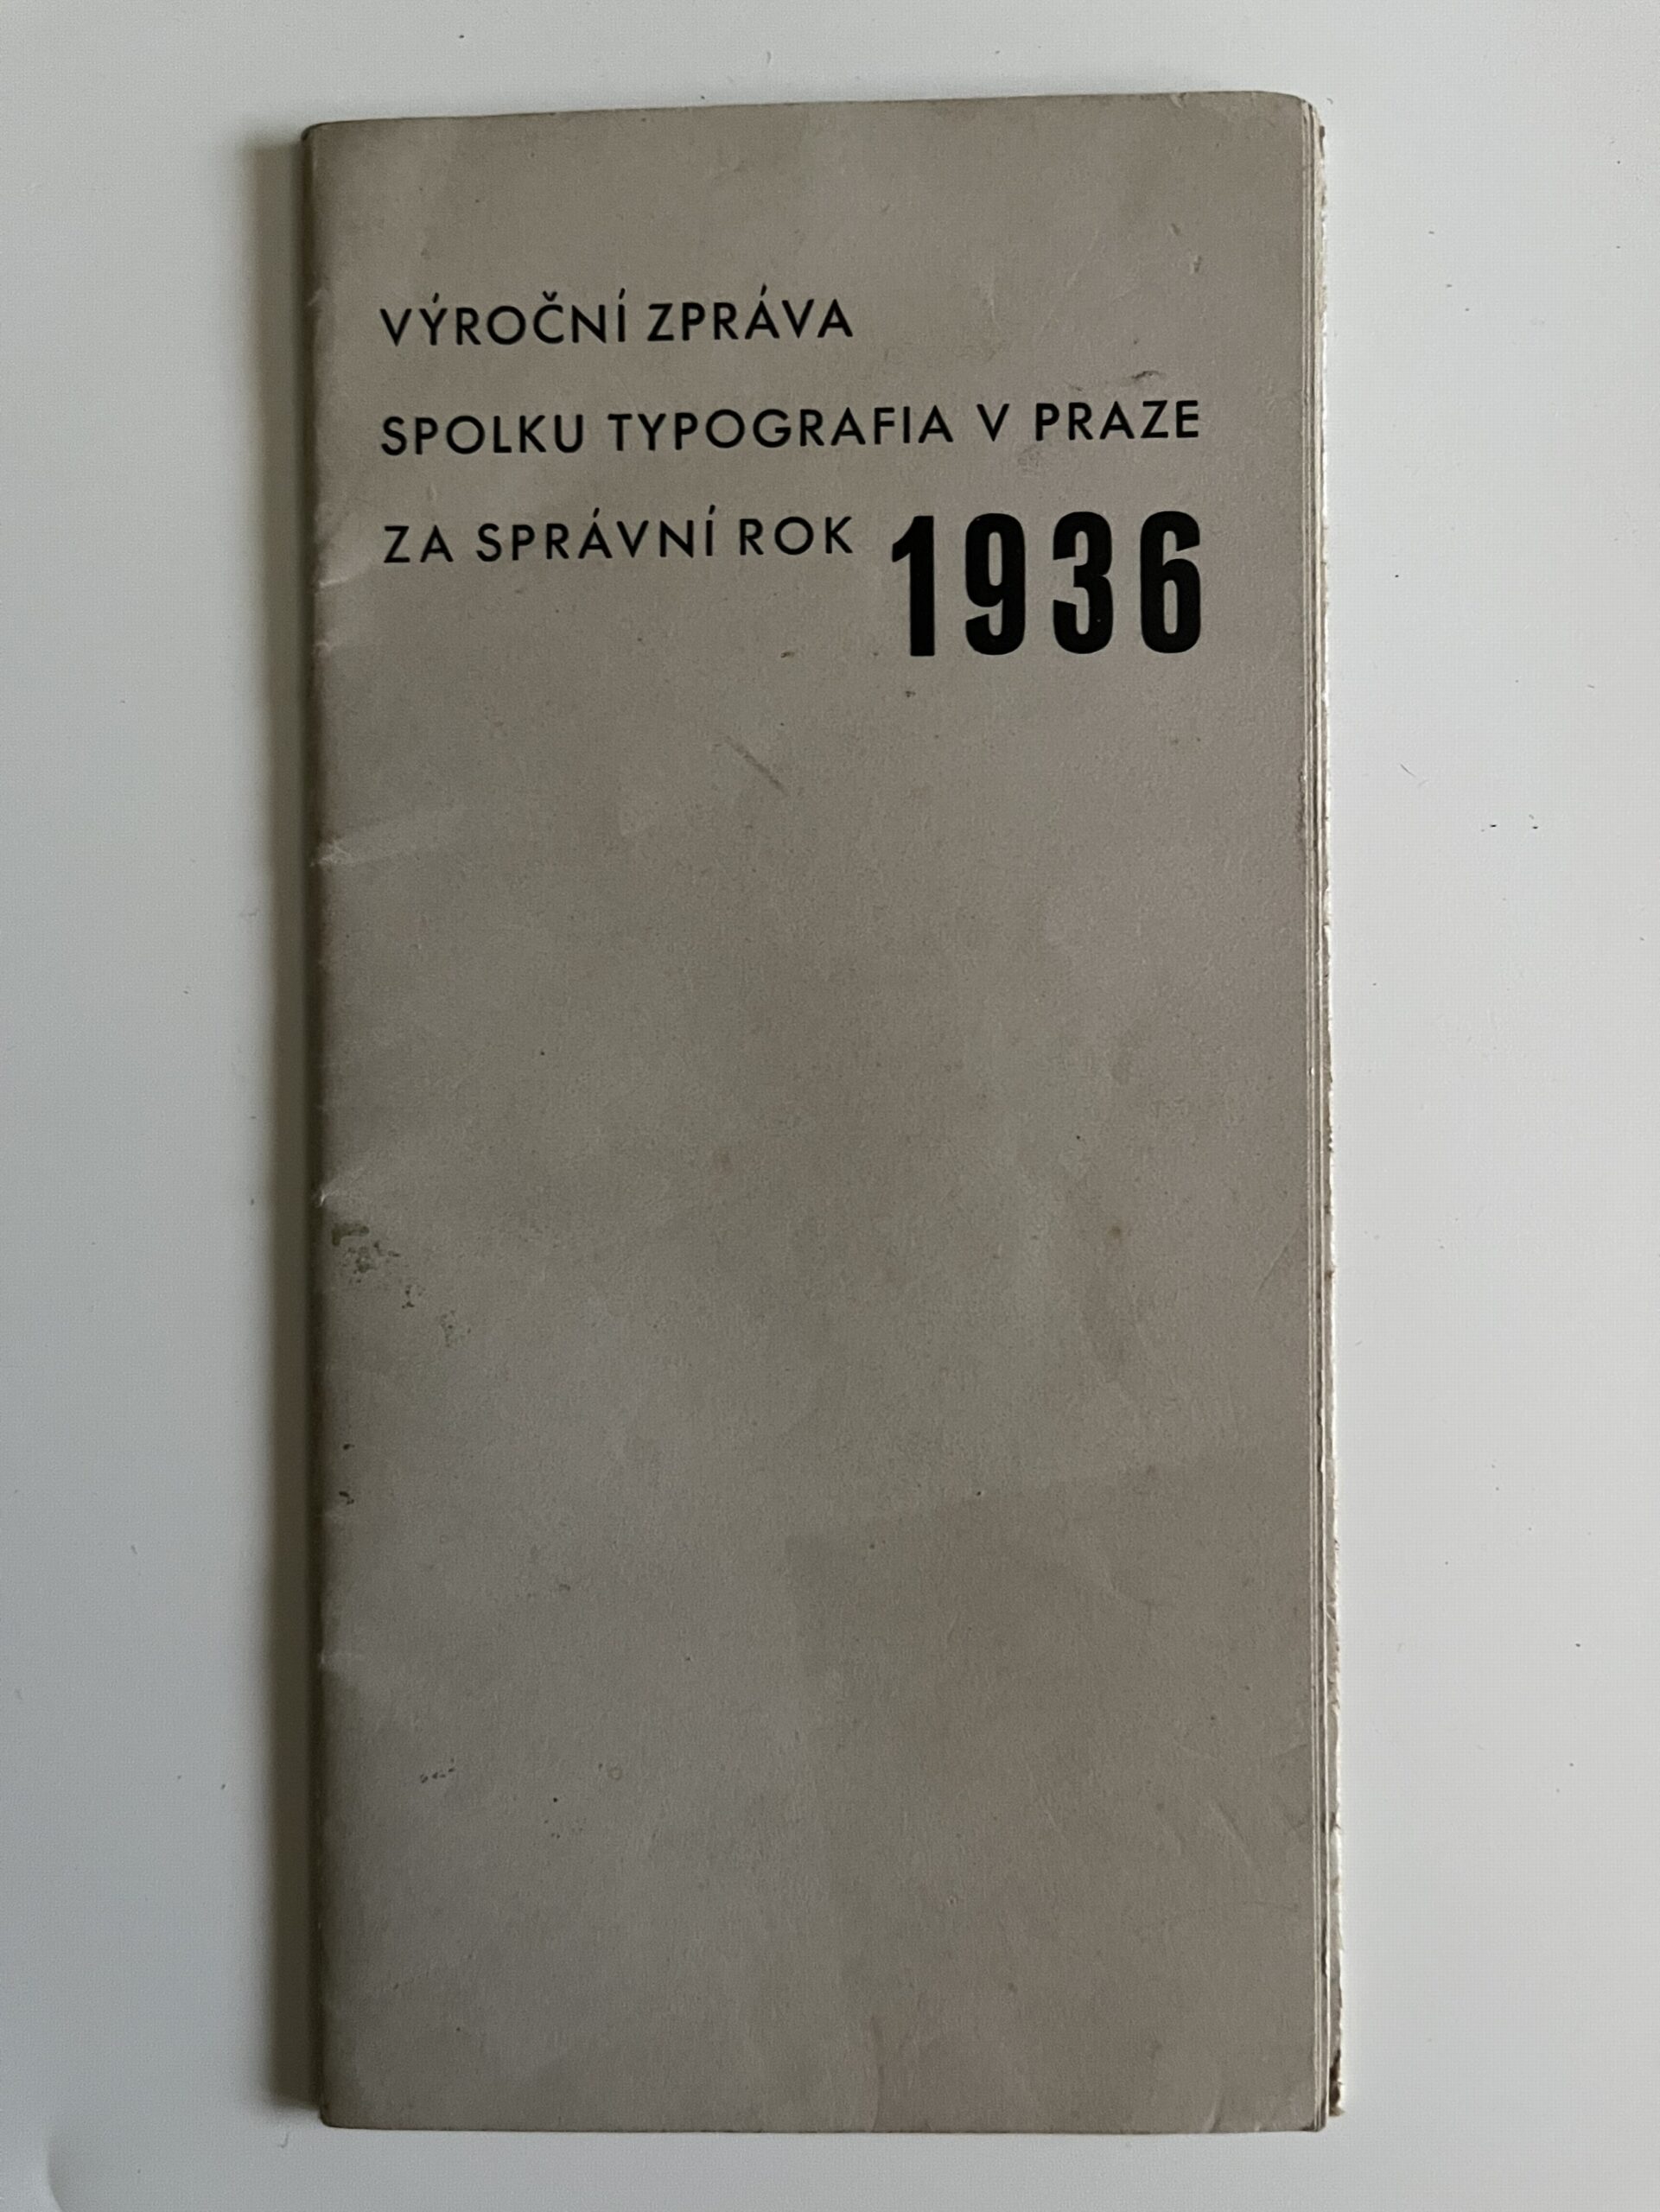 VÝROČNÍ ZPRÁVA
SPOLKU TYPOGRAFIA V PRAZE
ZA SPRÁVNÍ ROK 1936